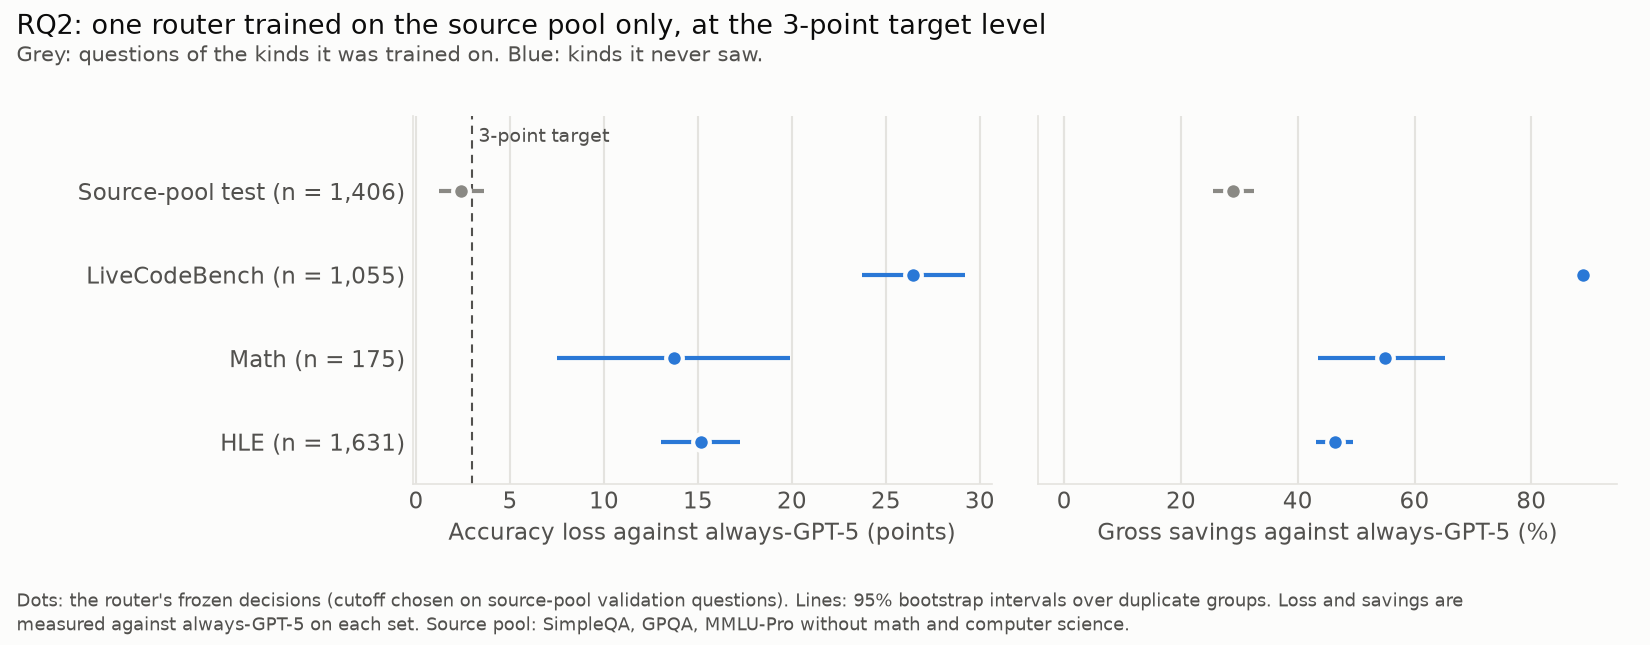 RQ2: one router trained on the source pool only, at the 3-point target level
Grey: questions of the kinds it was trained on. Blue: kinds it never saw.
3-point target
Source-pool test (n = 1,406)
LiveCodeBench (n = 1,055)
Math (n = 175)
HLE (n = 1,631)
0 5 10 15 20 25 30
Accuracy loss against always-GPT-5 (points)
0 20 40 60 80
Gross savings against always-GPT-5 (%)
Dots: the router's frozen decisions (cutoff chosen on source-pool validation questions). Lines: 95% bootstrap intervals over duplicate groups. Loss and savings are
measured against always-GPT-5 on each set. Source pool: SimpleQA, GPQA, MMLU-Pro without math and computer science.